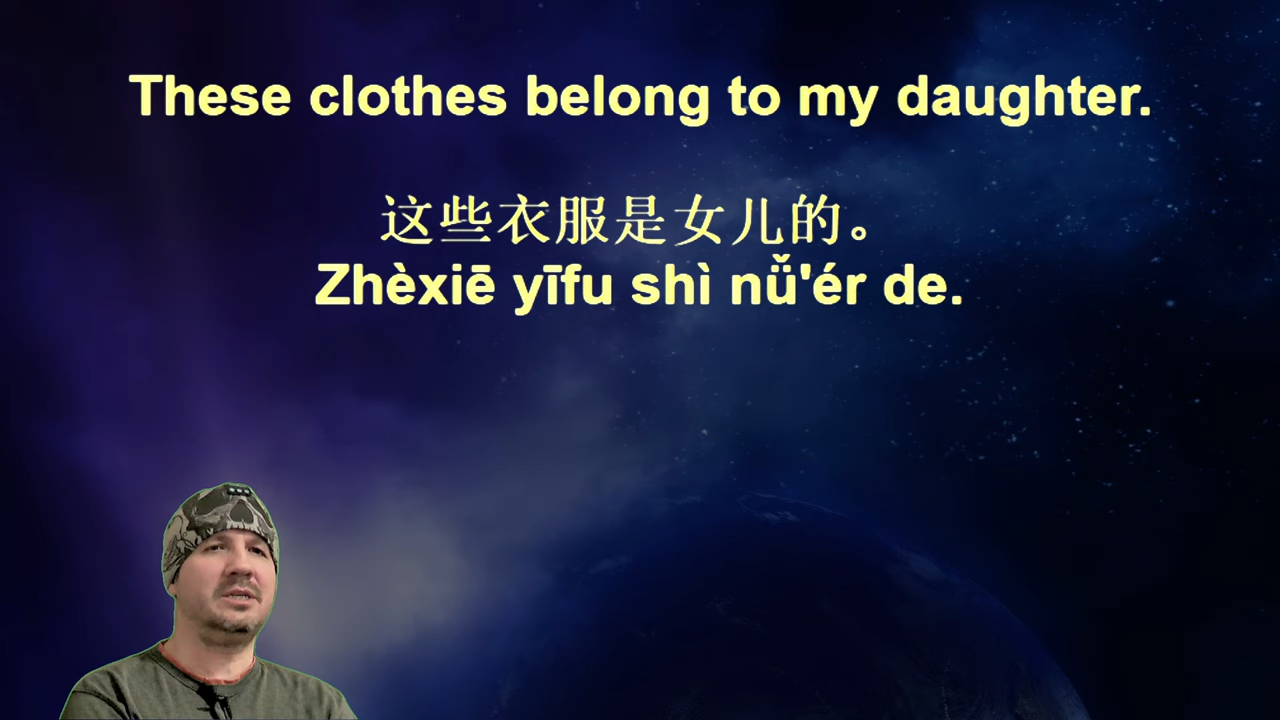 These clothes belong to my daughter.
这些衣服是女儿的。
Zhèxiē yīfu shì nǚ'ér de.